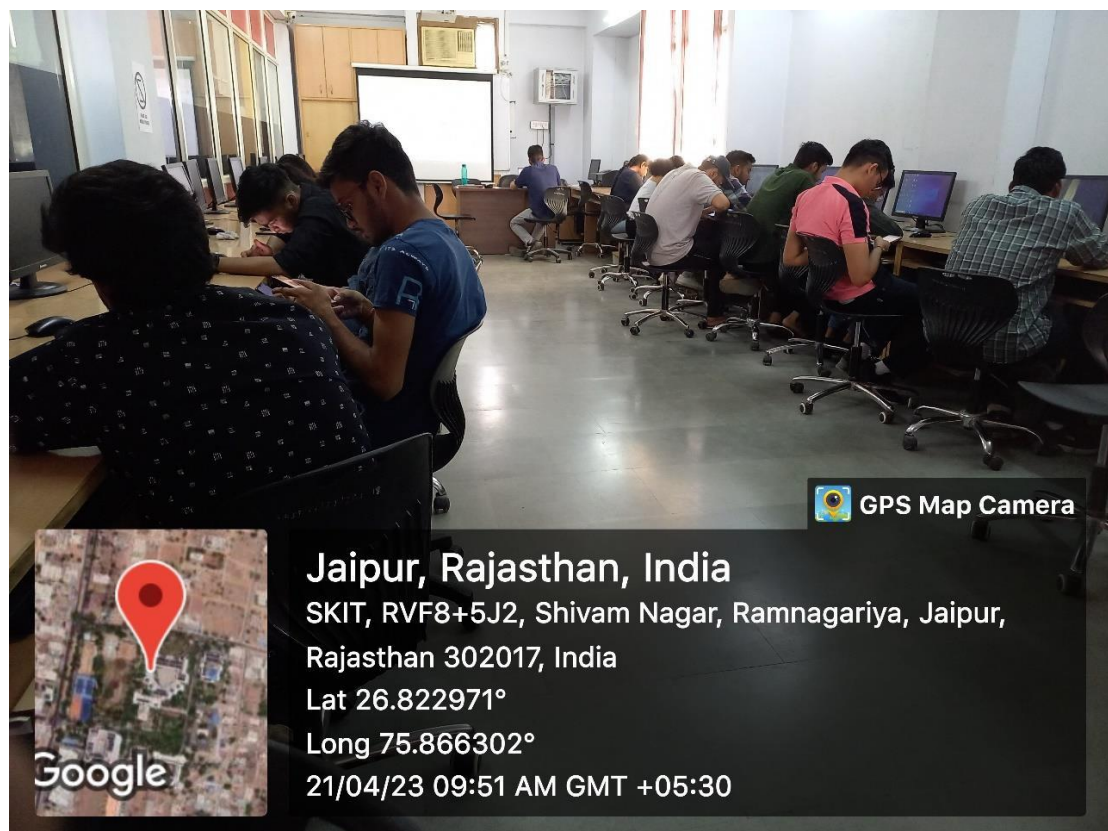 GPS Map Camera
Jaipur, Rajasthan, India
SKIT, RVF8+5J2, Shivam Nagar, Ramnagariya, Jaipur,
Rajasthan 302017, India
Lat 26.822971°
Long 75.866302°
21/04/23 09:51 AM GMT +05:30
Google